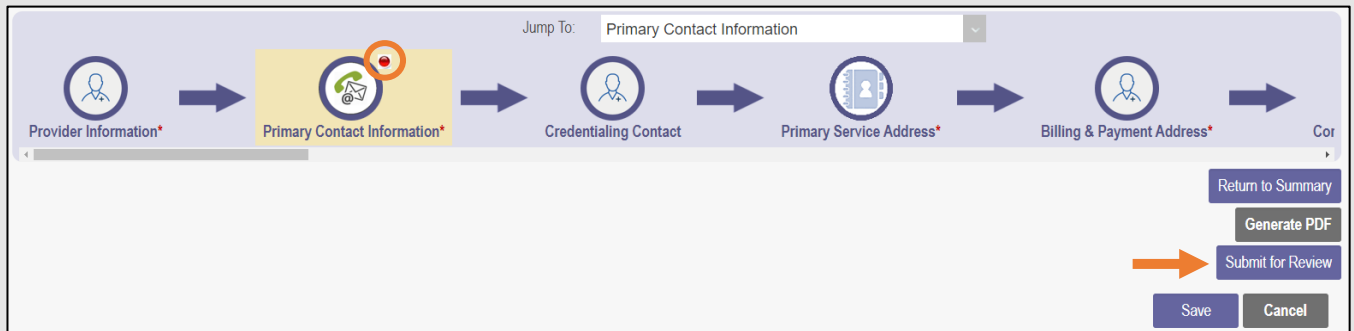 Jump To: Primary Contact Information
Provider Information* Primary Contact Information* Credentialing Contact Primary Service Address* Billing & Payment Address* Cor
Return to Summary
Generate PDF
Submit for Review
Save Cancel